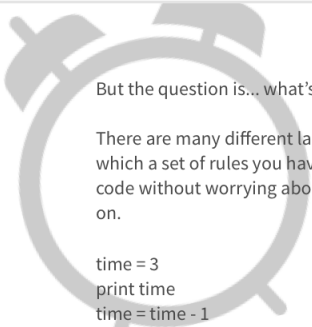 But the question is... what's
There are many different la
which a set of rules you hav
code without worrying abo
on.
time = 3
print time
time = time - 1